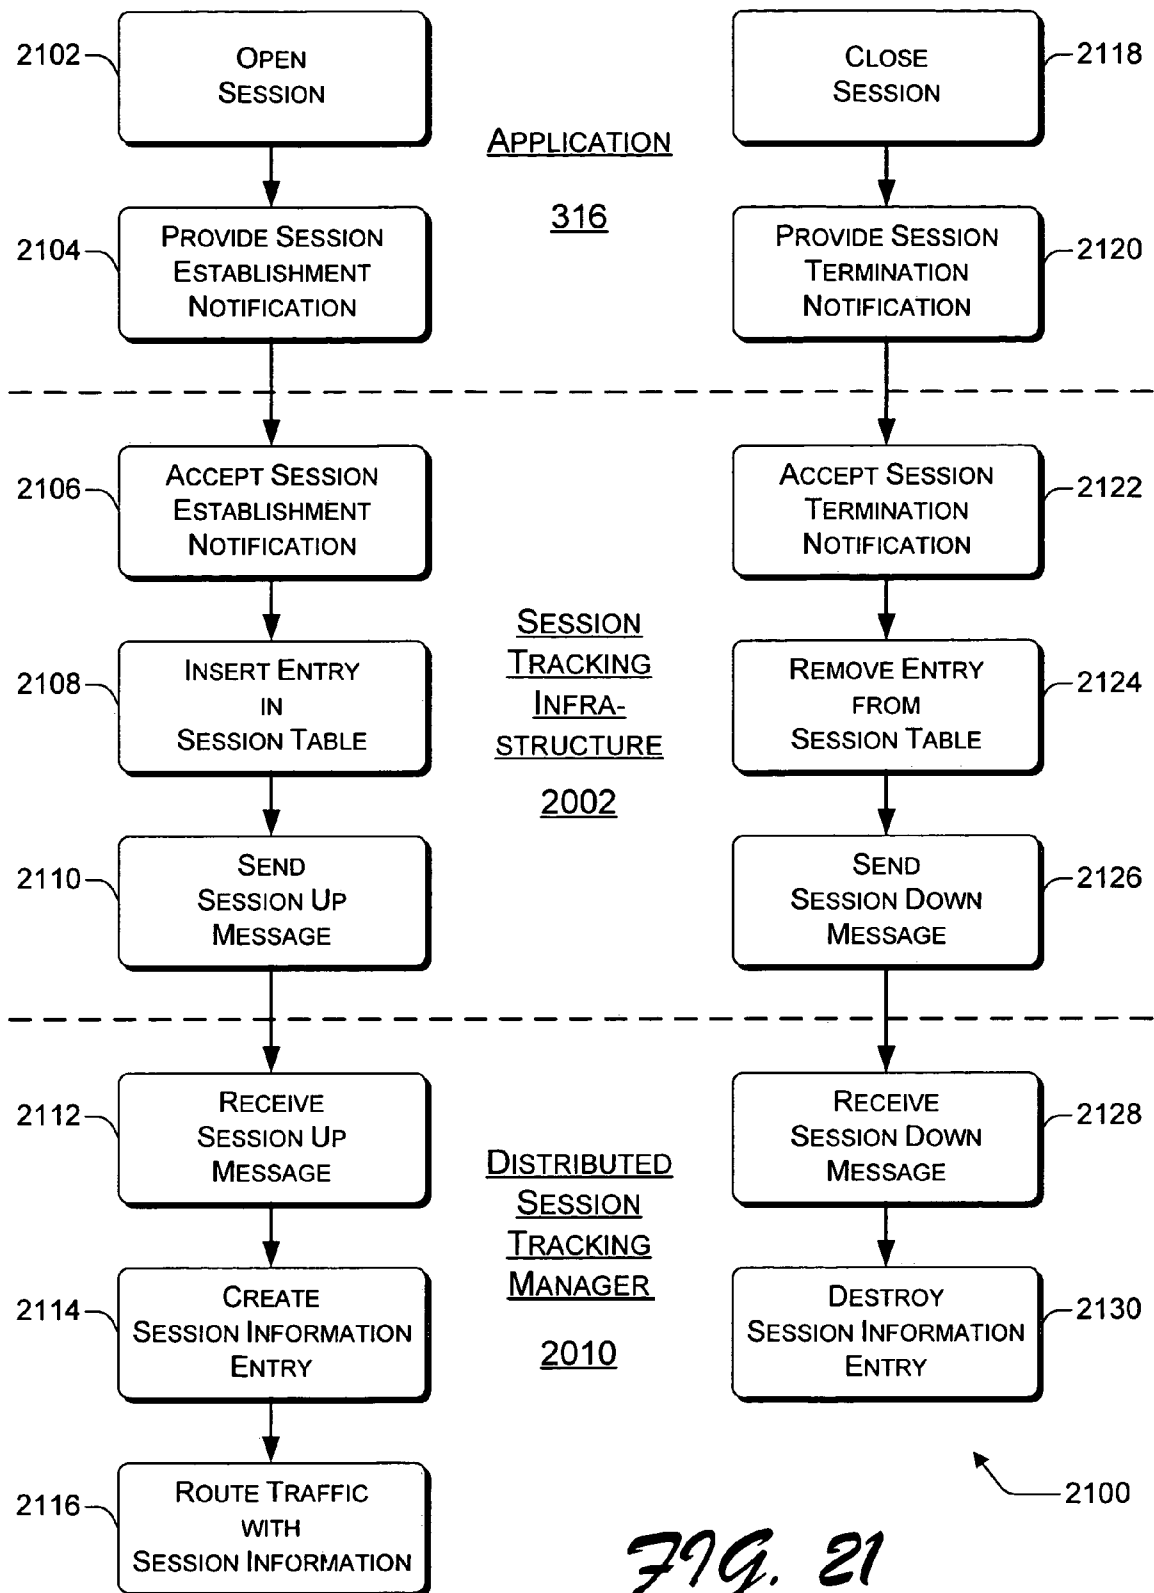 2102
OPEN
SESSION
CLOSE
SESSION
2118
APPLICATION
316
2104
PROVIDE SESSION
ESTABLISHMENT
NOTIFICATION
PROVIDE SESSION
TERMINATION
NOTIFICATION
2120
2106
ACCEPT SESSION
ESTABLISHMENT
NOTIFICATION
ACCEPT SESSION
TERMINATION
NOTIFICATION
2122
SESSION
TRACKING
INFRA-
STRUCTURE
2002
2108
INSERT ENTRY
IN
SESSION TABLE
REMOVE ENTRY
FROM
SESSION TABLE
2124
2110
SEND
SESSION UP
MESSAGE
SEND
SESSION DOWN
MESSAGE
2126
2112
RECEIVE
SESSION UP
MESSAGE
RECEIVE
SESSION DOWN
MESSAGE
2128
DISTRIBUTED
SESSION
TRACKING
MANAGER
2010
2114
CREATE
SESSION INFORMATION
ENTRY
DESTROY
SESSION INFORMATION
ENTRY
2130
2116
ROUTE TRAFFIC
WITH
SESSION INFORMATION
2100
FIG. 21